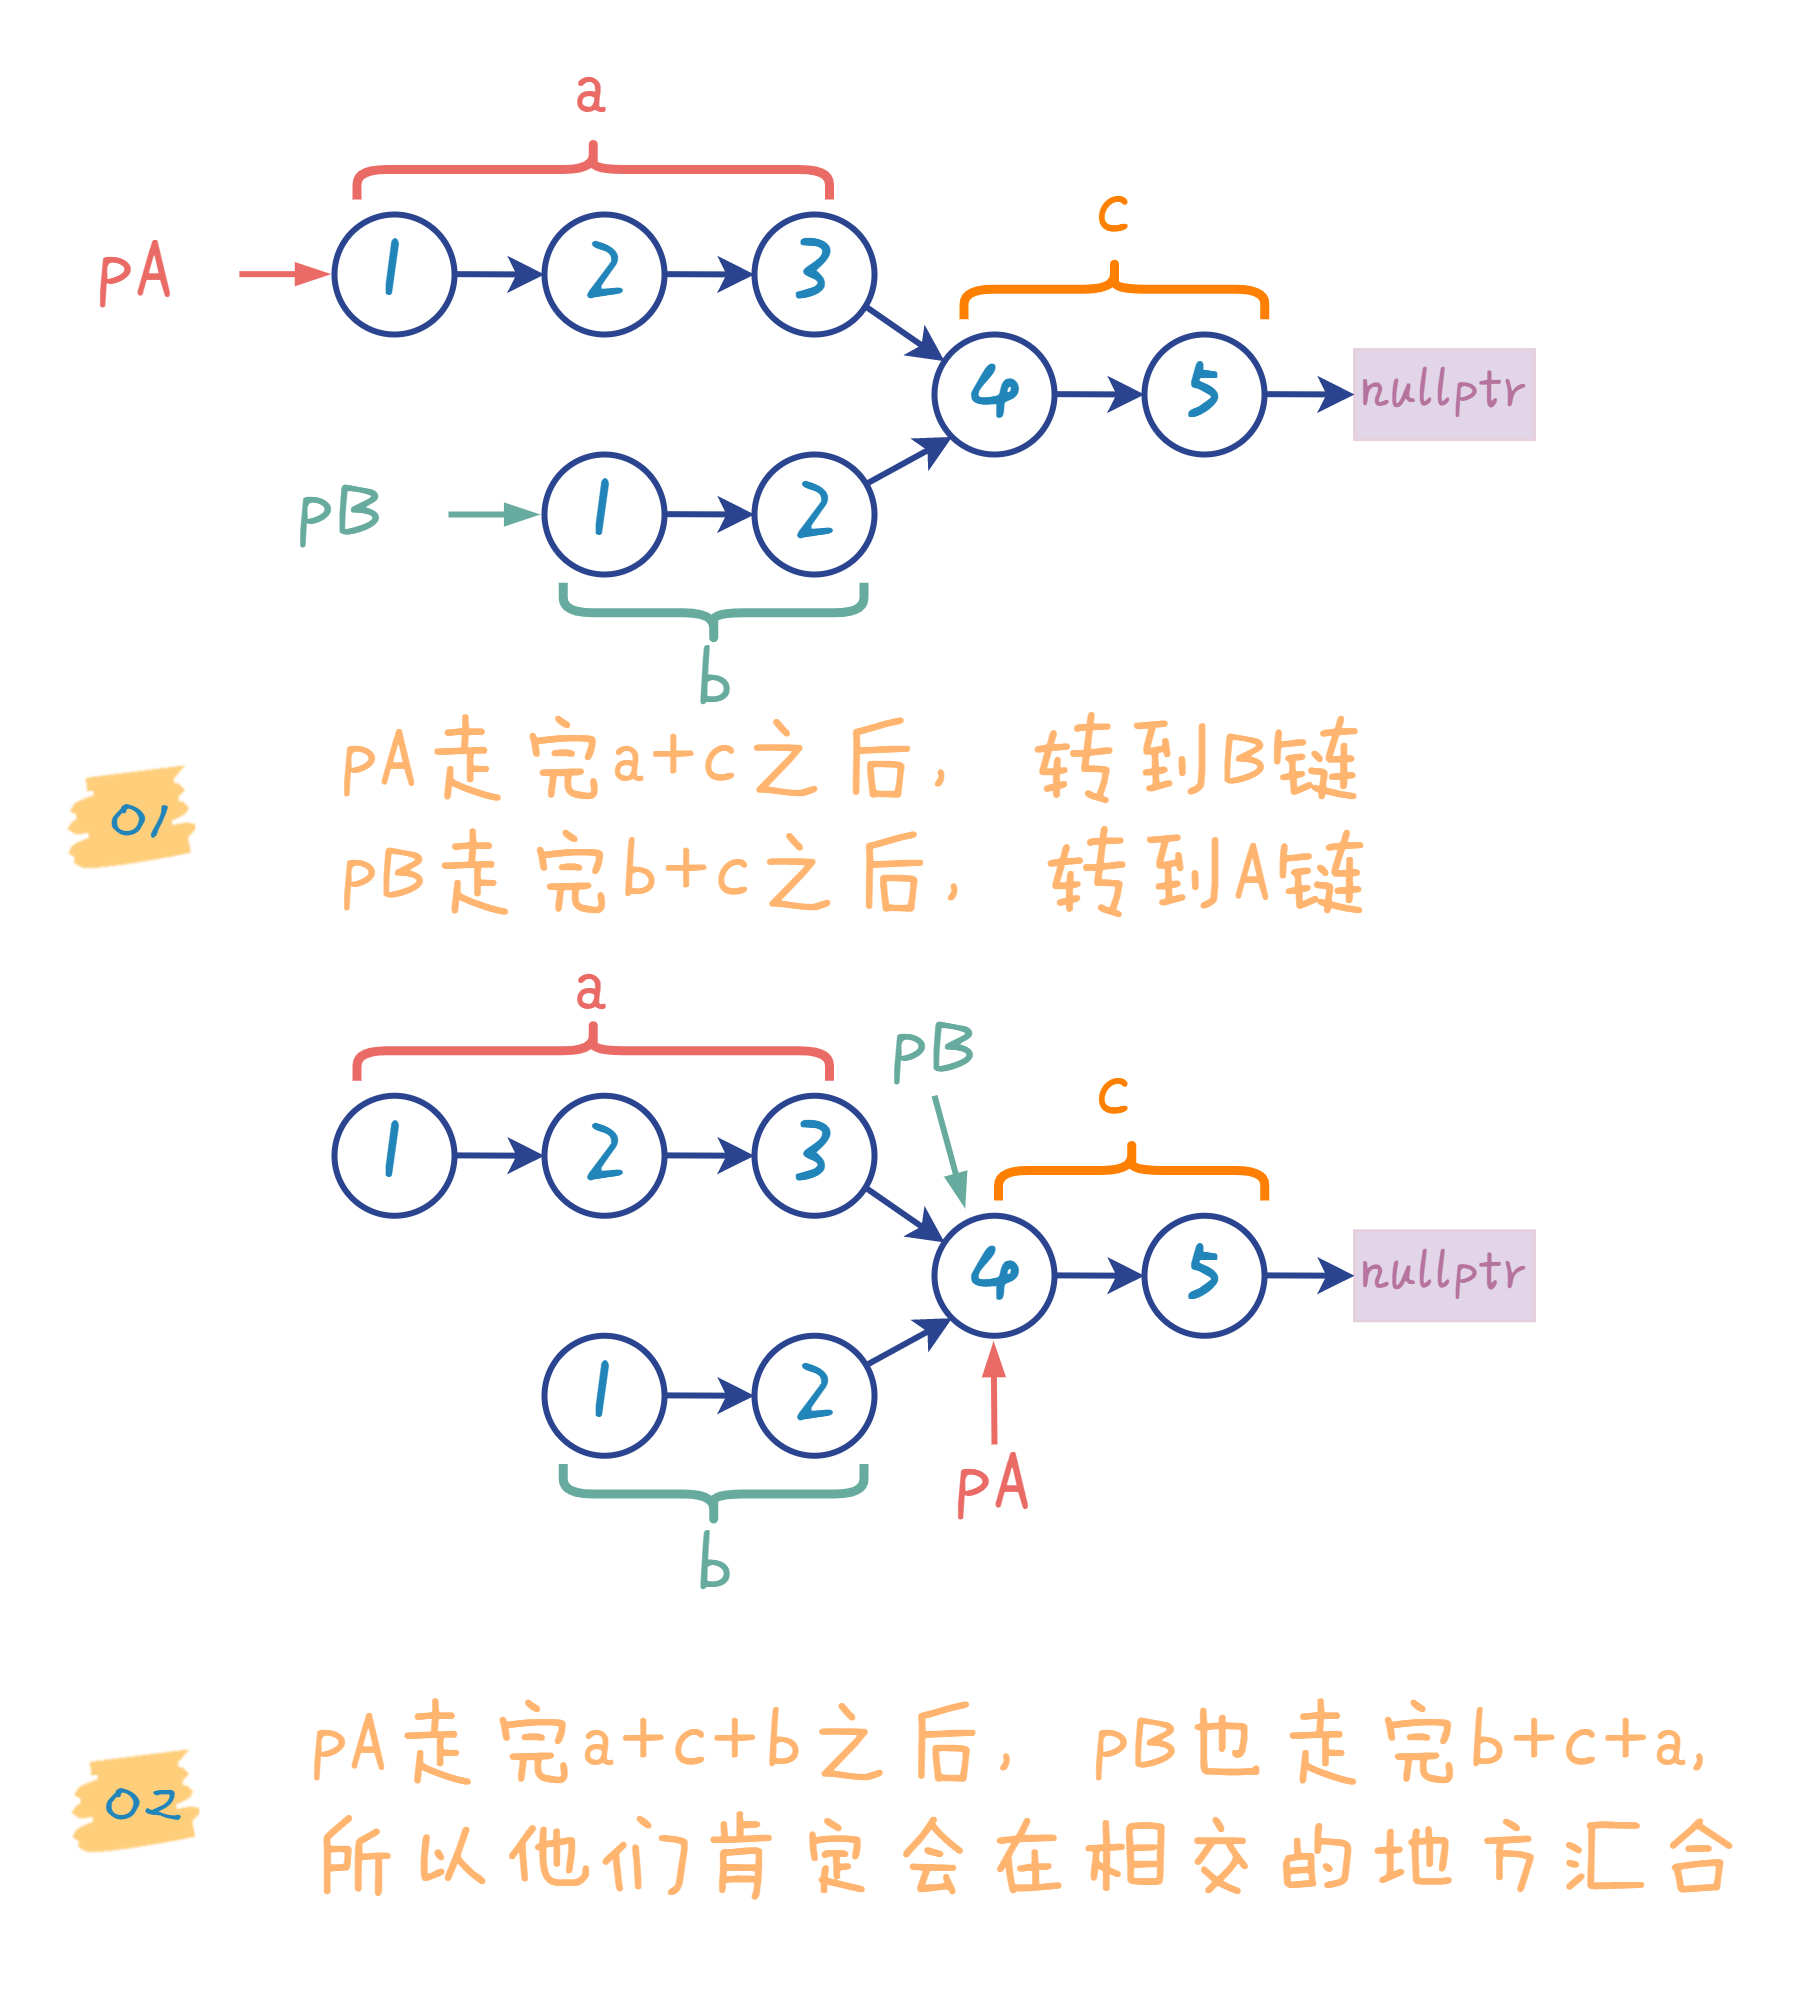 a
c
pA 1 2 3
4 5 nullptr
pB 1 2
b
01
pA走完a+c之后, 转到B链
pB走完b+c之后, 转到A链
a
pB
c
1 2 3
4 5 nullptr
1 2
pA
b
02
pA走完a+c+b之后, pB也走完b+c+a,
所以他们肯定会在相交的地方汇合